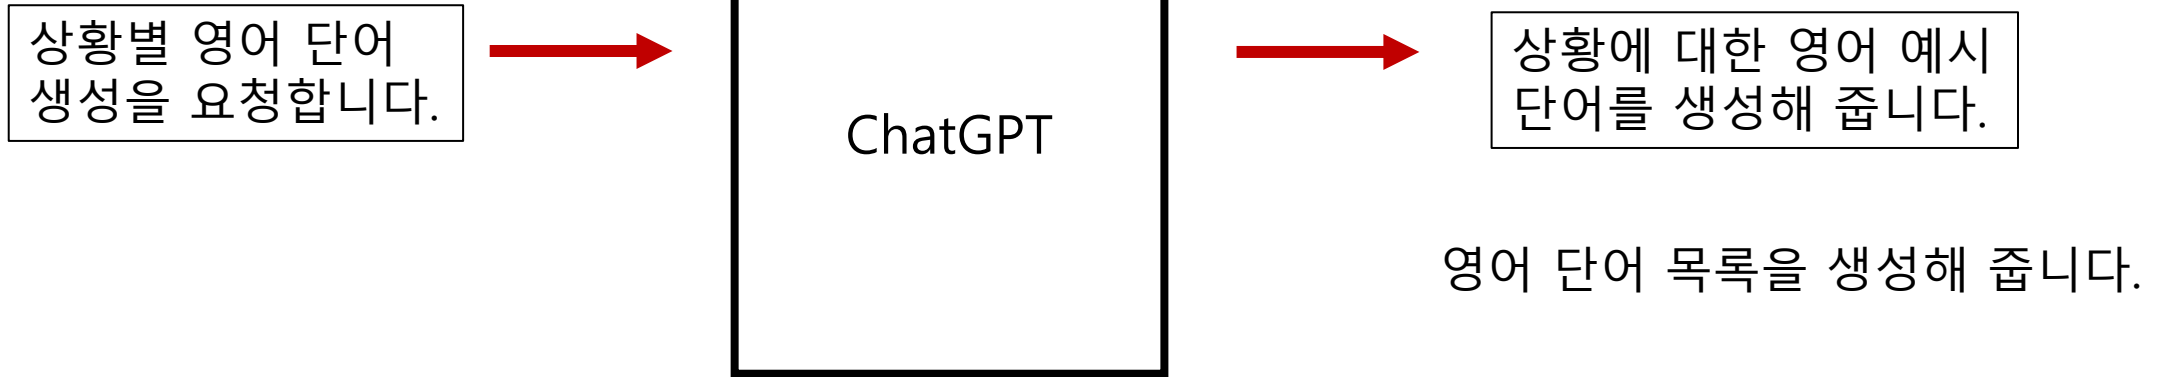 상황별 영어 단어
생성을 요청합니다.
ChatGPT
상황에 대한 영어 예시
단어를 생성해 줍니다.
영어 단어 목록을 생성해 줍니다.